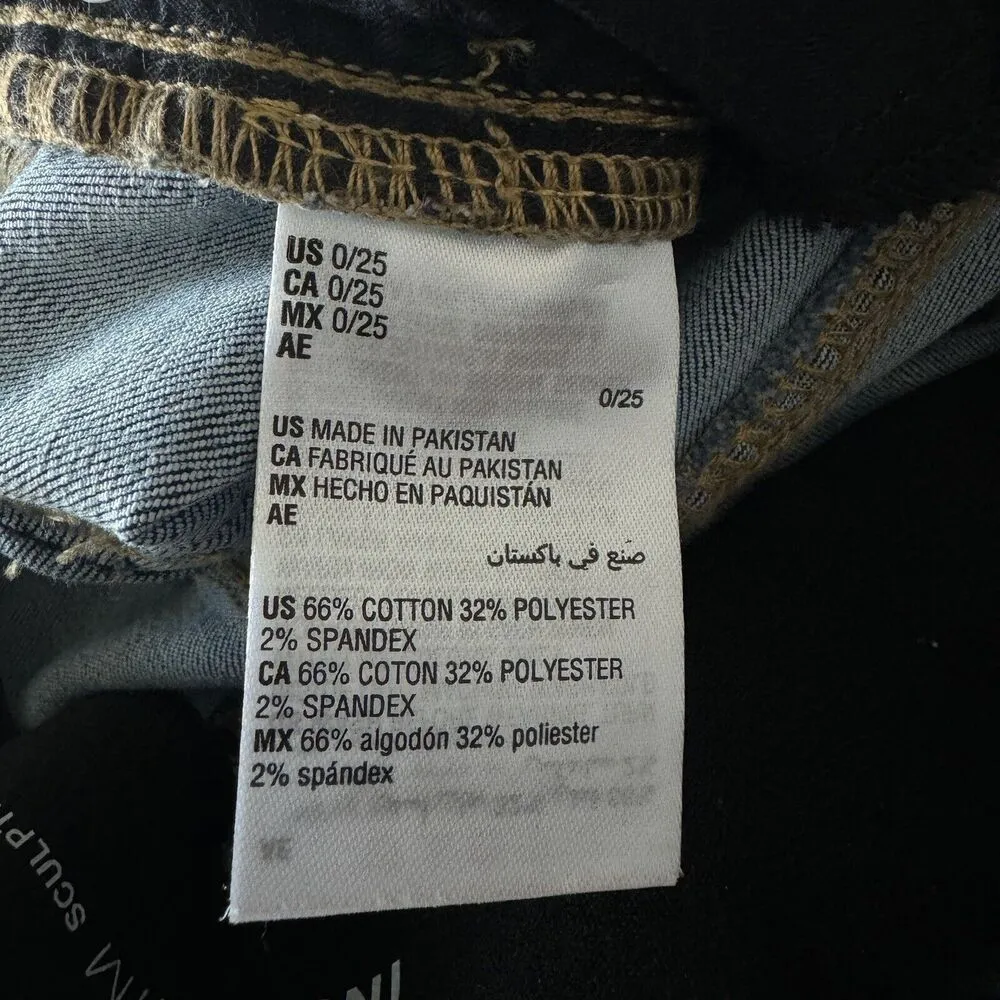 US 0/25
CA 0/25
MX 0/25
AE
0/25
US MADE IN PAKISTAN
CA FABRIQUÉ AU PAKISTAN
MX HECHO EN PAQUISTÁN
AE
صنع في باكستان
US 66% COTTON 32% POLYESTER
2% SPANDEX
CA 66% COTON 32% POLYESTER
2% SPANDEX
MX 66% algodón 32% poliester
2% spándex